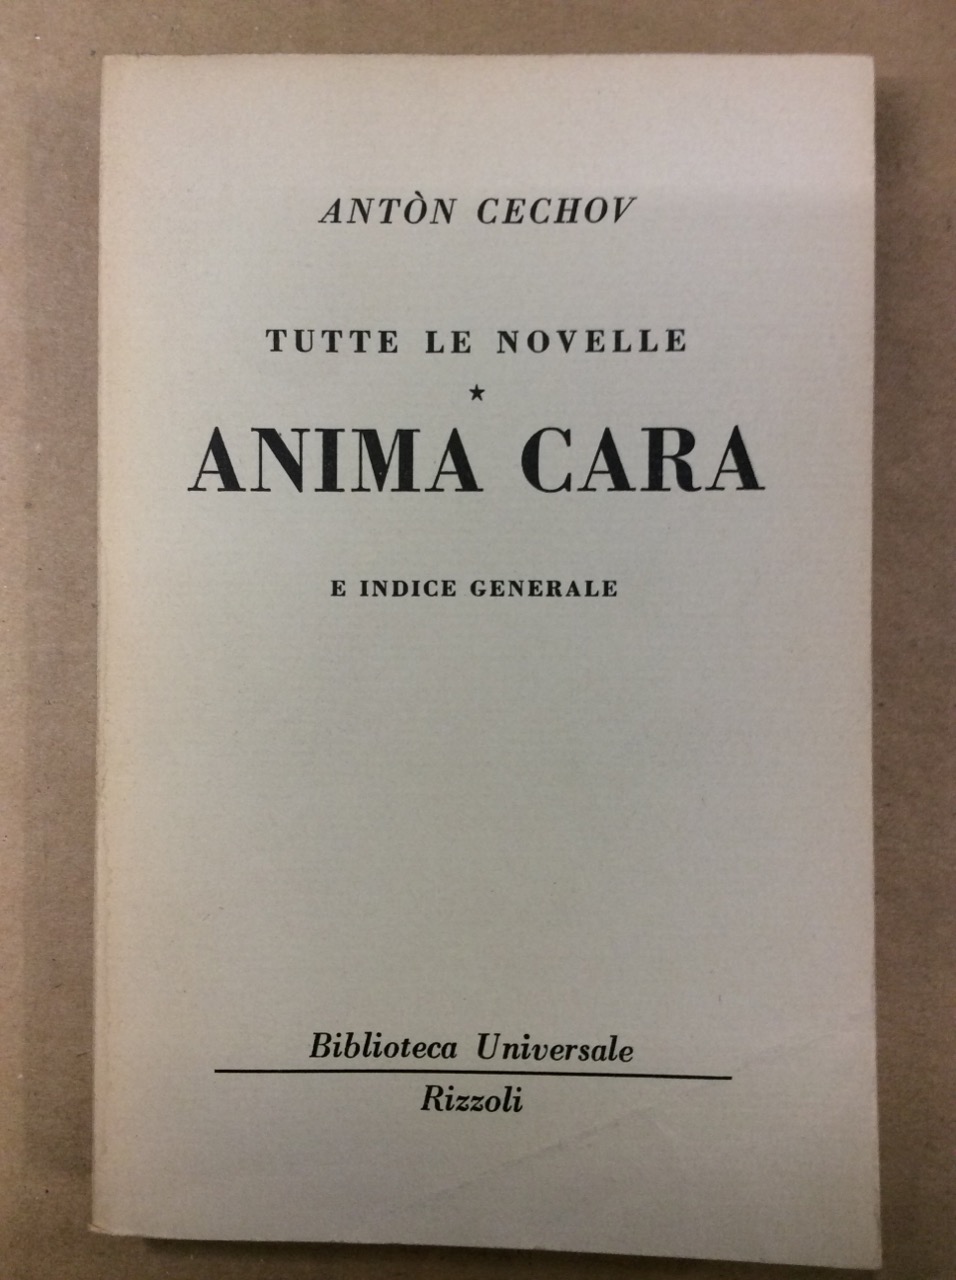 ANTÒN CECHOV
TUTTE LE NOVELLE
★
ANIMA CARA
E INDICE GENERALE
Biblioteca Universale
Rizzoli